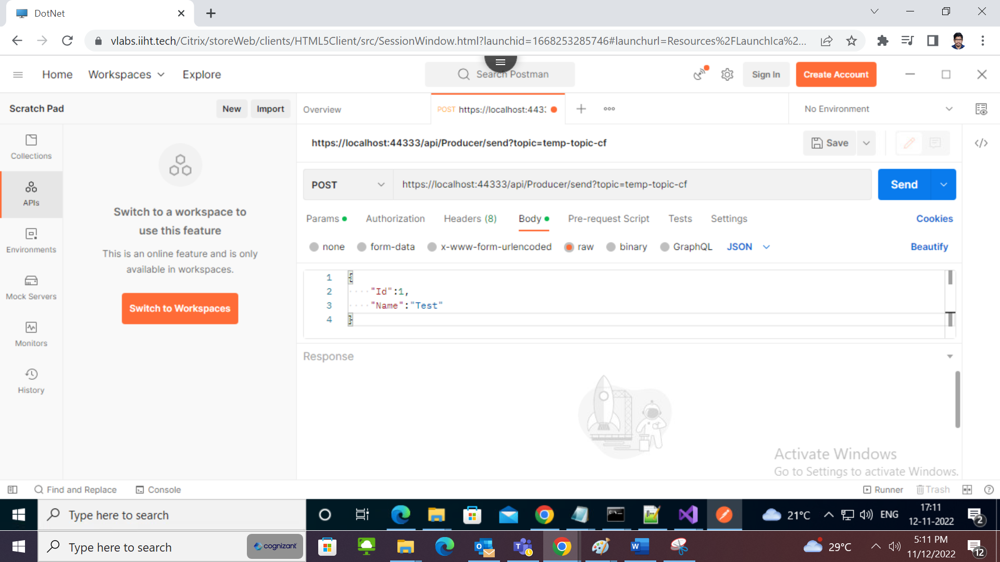 DotNet
vlabs.iiht.tech/Citrix/storeWeb/clients/HTML5Client/src/SessionWindow.html?launchid=1668253285746#launchurl=Resources%2FLaunchIca%2...
Home Workspaces Explore
Search Postman
Sign In
Create Account
Scratch Pad
New
Import
Overview
POST https://localhost:4433
No Environment
https://localhost:44333/api/Producer/send?topic=temp-topic-cf
Save
</>
Collections
APIs
Environments
Mock Servers
Monitors
History
Switch to a workspace to
use this feature
This is an online feature and is only
available in workspaces.
Switch to Workspaces
POST
https://localhost:44333/api/Producer/send?topic=temp-topic-cf
Send
Params Authorization Headers (8) Body Pre-request Script Tests Settings
Cookies
none form-data x-www-form-urlencoded raw binary GraphQL JSON
Beautify
1 {
2 "Id":1,
3 "Name":"Test"
4 }
Response
Activate Windows
Go to Settings to activate Windows.
Find and Replace
Console
Runner
Trash
Type here to search
21°C
ENG
17:11
12-11-2022
2
Type here to search
cognizant
29°C
5:11 PM
11/12/2022
12